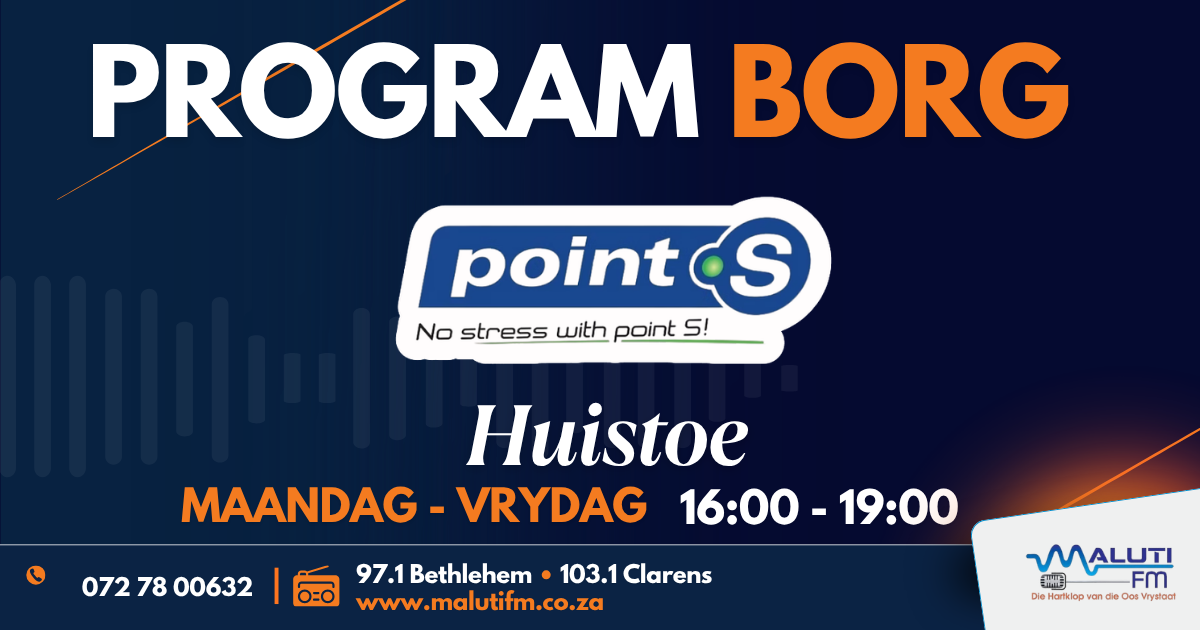 PROGRAM BORG
point S
No stress with point S!
Huistoe
MAANDAG - VRYDAG 16:00 - 19:00
072 78 00632
97.1 Bethlehem • 103.1 Clarens
www.malutifm.co.za
MALUTI
FM
Die Hartklop van die Oos Vrystaat